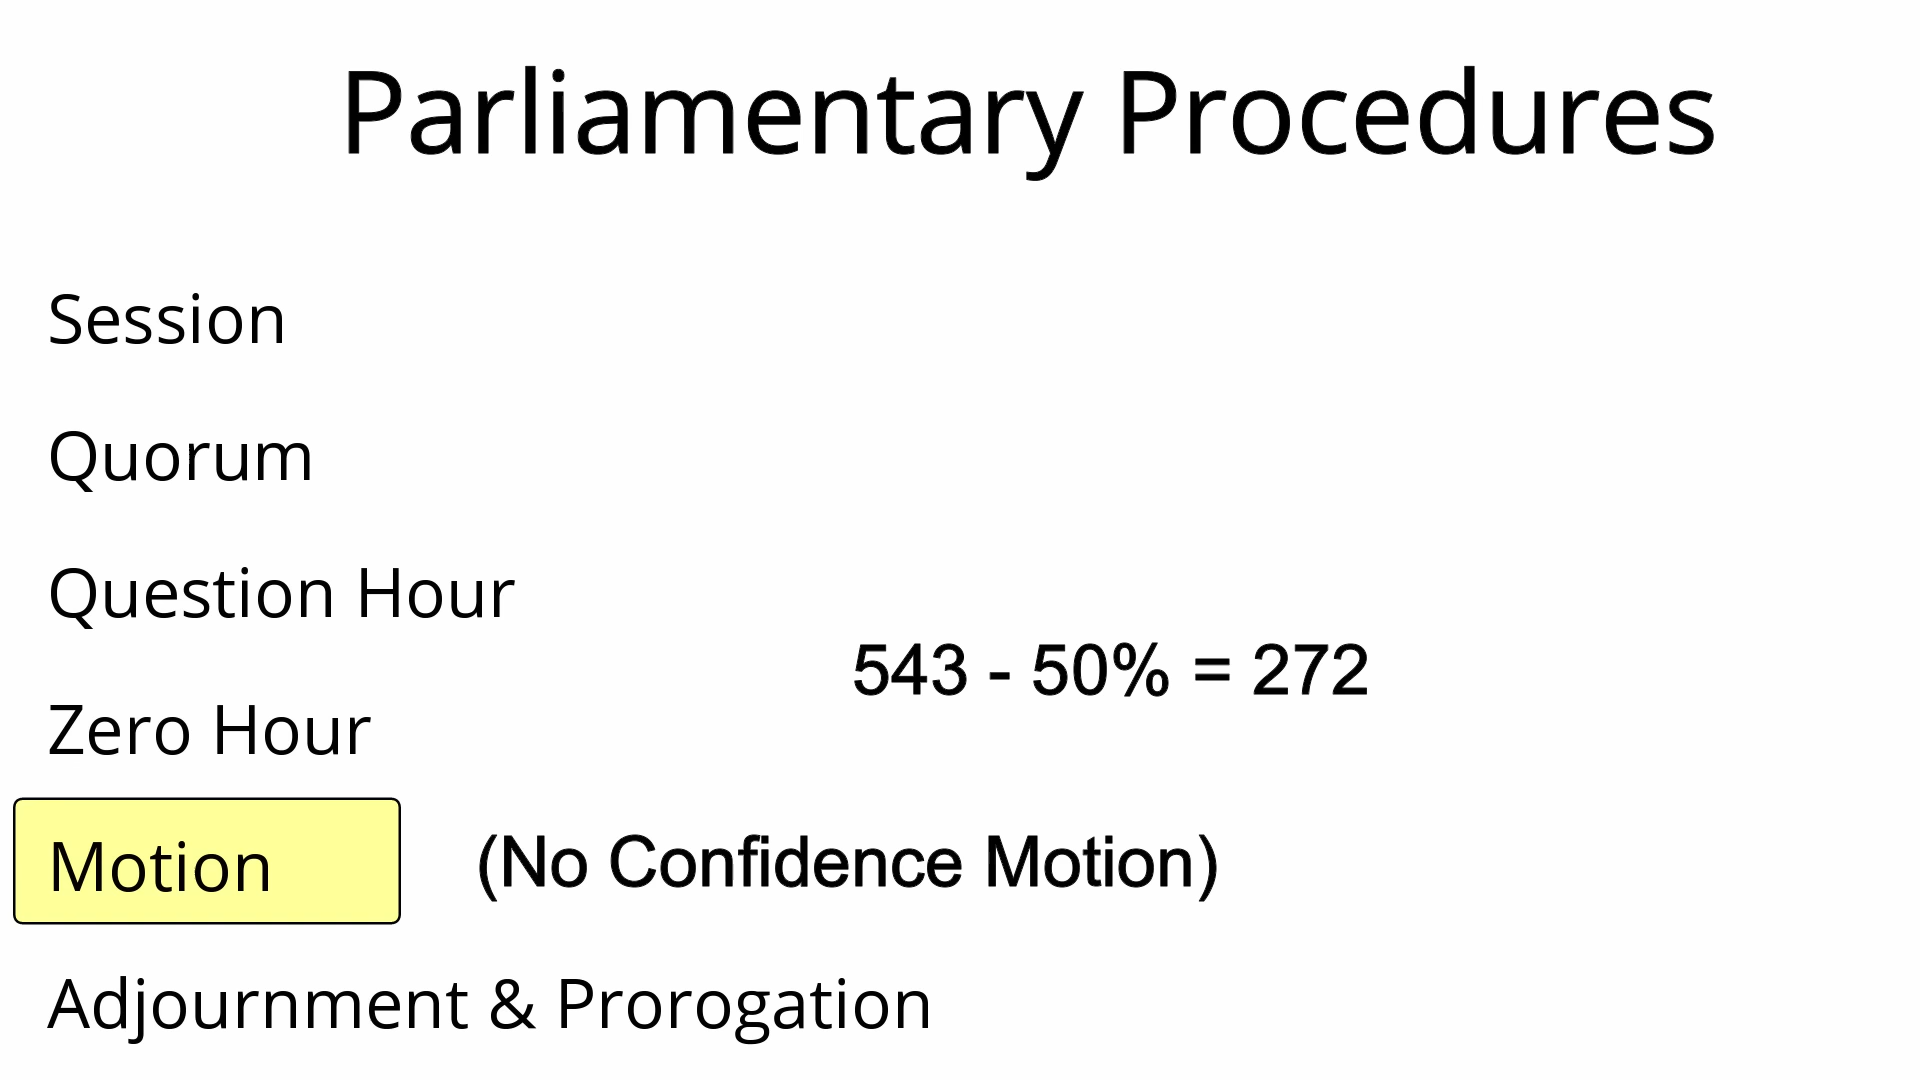 Parliamentary Procedures
Session
Quorum
Question Hour
543 - 50% = 272
Zero Hour
Motion (No Confidence Motion)
Adjournment & Prorogation